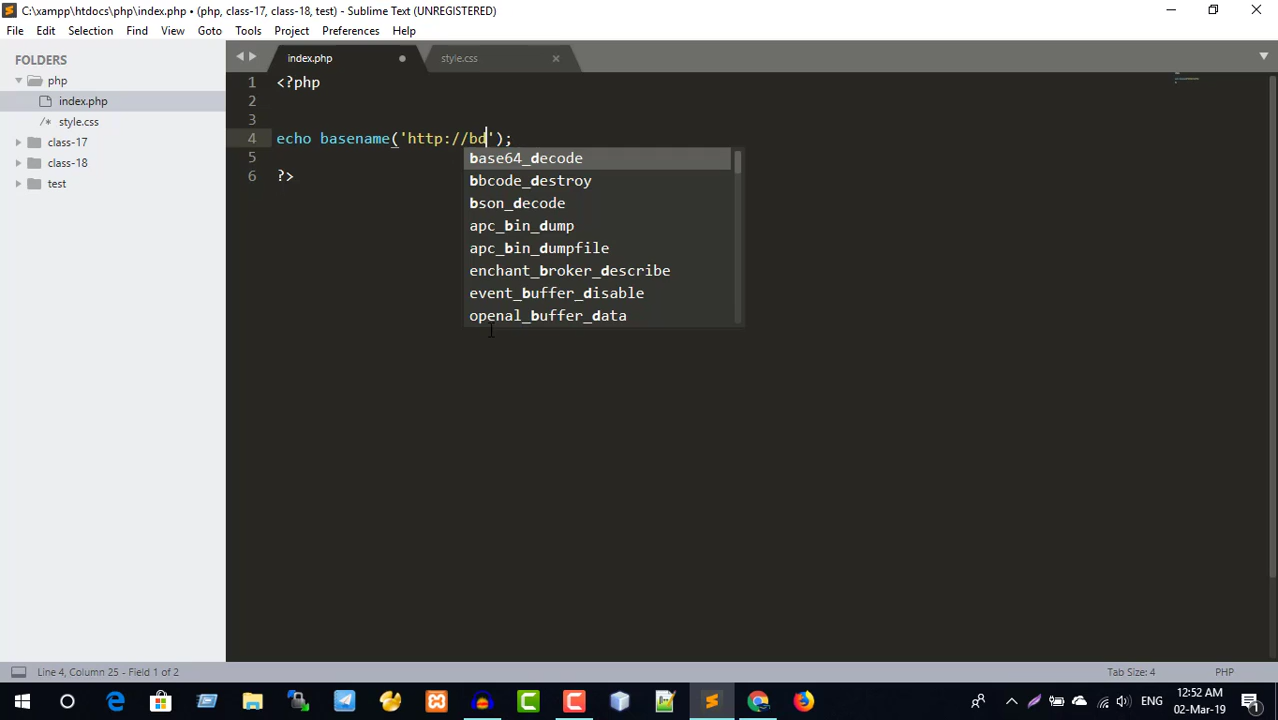 C:\xampp\htdocs\php\index.php • (php, class-17, class-18, test) - Sublime Text (UNREGISTERED)
File Edit Selection Find View Goto Tools Project Preferences Help
FOLDERS
php
index.php
/* style.css
class-17
class-18
test
index.php
style.css
1 <?php
2
3
4 echo basename('http://bd');
5
6 ?>
base64_decode
bbcode_destroy
bson_decode
apc_bin_dump
apc_bin_dumpfile
enchant_broker_describe
event_buffer_disable
openal_buffer_data
Line 4, Column 25 - Field 1 of 2
Tab Size: 4
PHP
ENG
12:52 AM
02-Mar-19
1